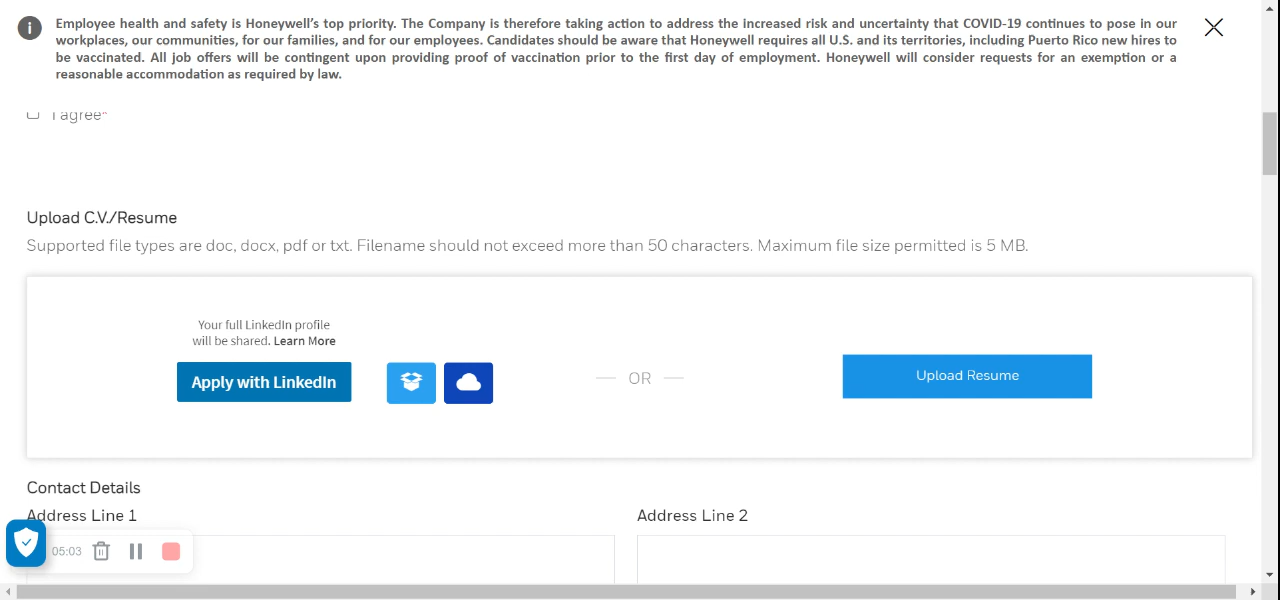 Employee health and safety is Honeywell’s top priority. The Company is therefore taking action to address the increased risk and uncertainty that COVID-19 continues to pose in our
workplaces, our communities, for our families, and for our employees. Candidates should be aware that Honeywell requires all U.S. and its territories, including Puerto Rico new hires to
be vaccinated. All job offers will be contingent upon providing proof of vaccination prior to the first day of employment. Honeywell will consider requests for an exemption or a
reasonable accommodation as required by law.
I agree*
Upload C.V./Resume
Supported file types are doc, docx, pdf or txt. Filename should not exceed more than 50 characters. Maximum file size permitted is 5 MB.
Your full LinkedIn profile
will be shared. Learn More
Apply with LinkedIn
OR
Upload Resume
Contact Details
Address Line 1
Address Line 2
05:03